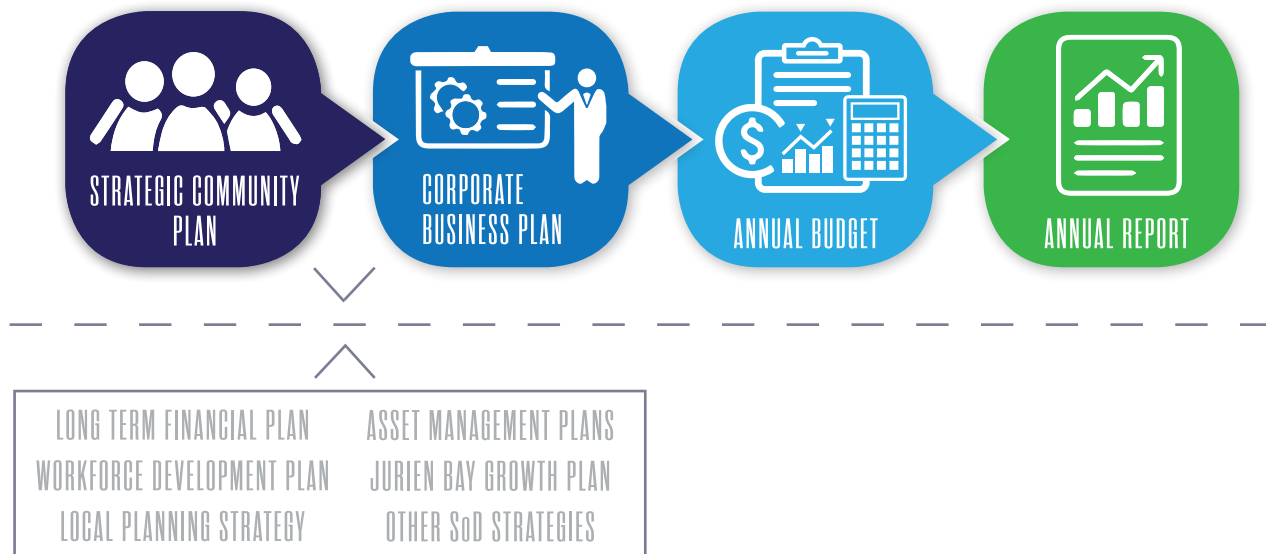 STRATEGIC COMMUNITY
PLAN
CORPORATE
BUSINESS PLAN
$
ANNUAL BUDGET
ANNUAL REPORT
LONG TERM FINANCIAL PLAN
WORKFORCE DEVELOPMENT PLAN
LOCAL PLANNING STRATEGY
ASSET MANAGEMENT PLANS
JURIEN BAY GROWTH PLAN
OTHER SoD STRATEGIES